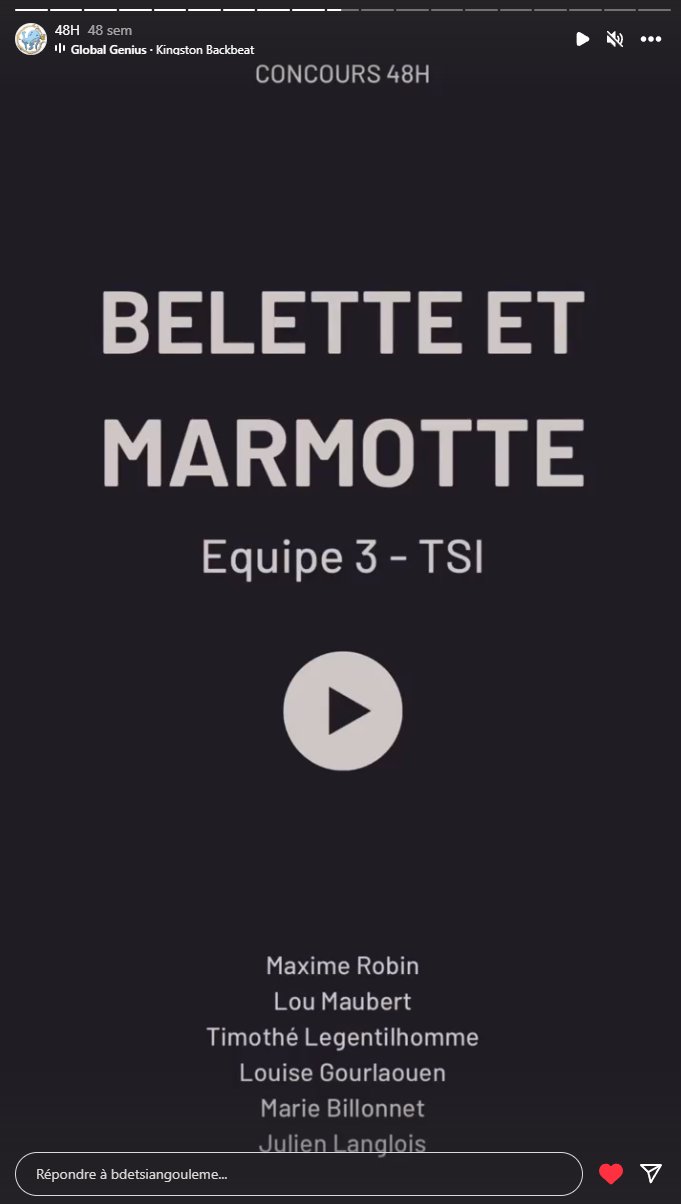 48H 48 sem
Global Genius · Kingston Backbeat
CONCOURS 48H
BELETTE ET
MARMOTTE
Equipe 3 - TSI
Maxime Robin
Lou Maubert
Timothé Legentilhomme
Louise Gourlaouen
Marie Billonnet
Julien Langlois
Répondre à bdetsiangouleme...